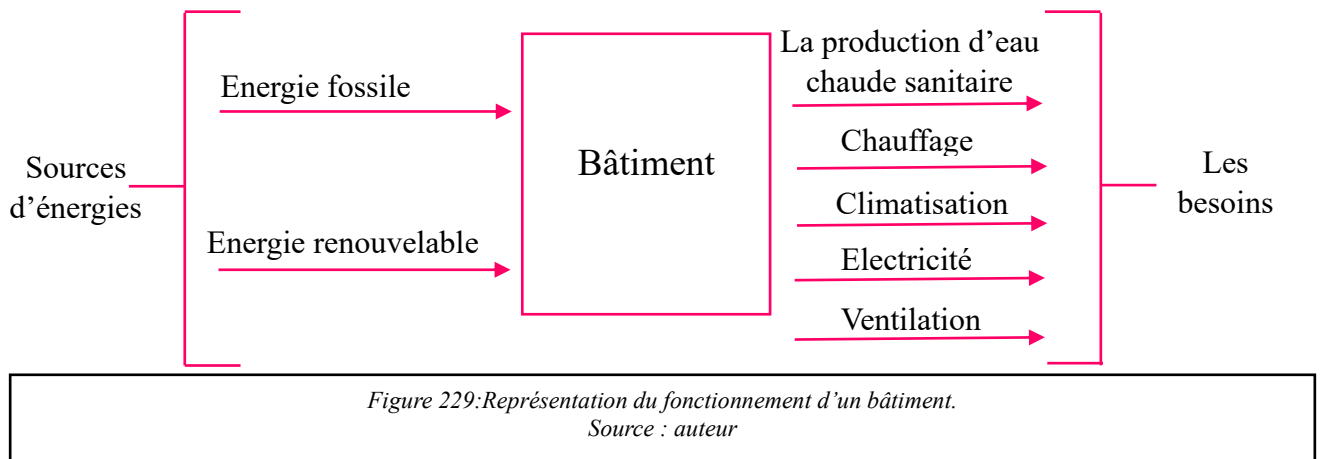 Sources
d’énergies
Energie fossile
Energie renouvelable
Bâtiment
La production d’eau
chaude sanitaire
Chauffage
Climatisation
Electricité
Ventilation
Les
besoins
Figure 229:Représentation du fonctionnement d’un bâtiment.
Source : auteur